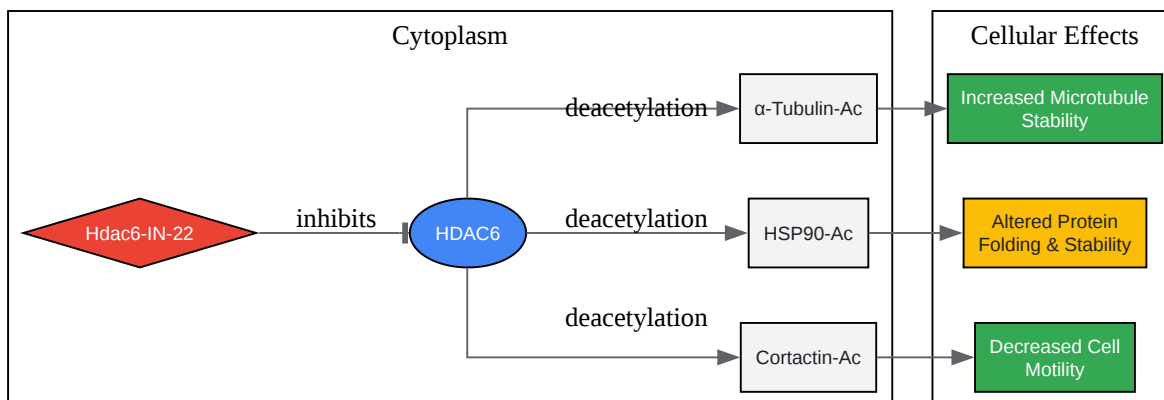 Cytoplasm
Cellular Effects
deacetylation
α-Tubulin-Ac
Increased Microtubule
Stability
Hdac6-IN-22
inhibits
HDAC6
deacetylation
HSP90-Ac
Altered Protein
Folding & Stability
deacetylation
Cortactin-Ac
Decreased Cell
Motility